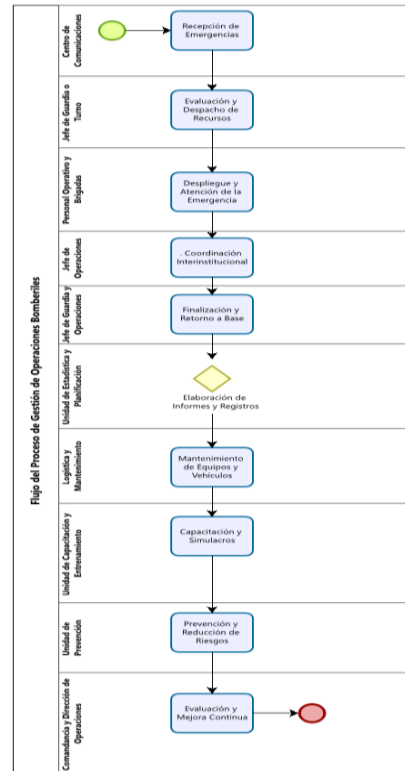 Flujo del Proceso de Gestión de Operaciones Bomberiles
Centro de
Comunicaciones
Recepción de
Emergencias
Jefe de Guardia o
Turno
Evaluación y
Despacho de
Recursos
Personal Operativo y
Brigadas
Despliegue y
Atención de la
Emergencia
Jefe de
Operaciones
. Coordinación
Interinstitucional
Jefe de Guardia y
Operaciones
Finalización y
Retorno a Base
Unidad de Estadística y
Planificación
Elaboración de
Informes y Registros
Logística y
Mantenimiento
Mantenimiento
de Equipos y
Vehículos
Unidad de Capacitación y
Entrenamiento
Capacitación y
Simulacros
Unidad de
Prevención
Prevención y
Reducción de
Riesgos
Comandancia y Dirección de
Operaciones
Evaluación y
Mejora Continua